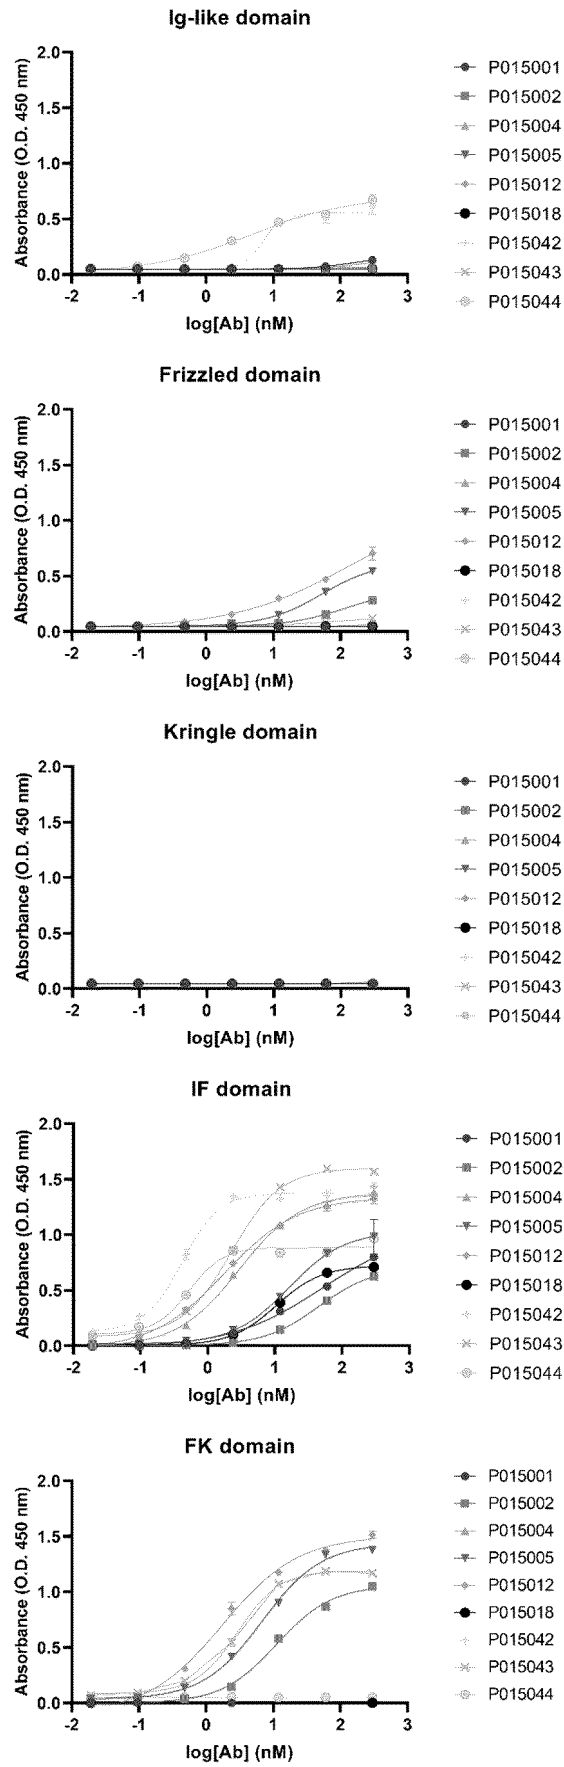 Ig-like domain
Absorbance (O.D. 450 nm)
2.0
1.5
1.0
0.5
0.0
-2 -1 0 1 2 3
log[Ab] (nM)
P015001
P015002
P015004
P015005
P015012
P015018
P015042
P015043
P015044
Frizzled domain
Absorbance (O.D. 450 nm)
2.0
1.5
1.0
0.5
0.0
-2 -1 0 1 2 3
log[Ab] (nM)
P015001
P015002
P015004
P015005
P015012
P015018
P015042
P015043
P015044
Kringle domain
Absorbance (O.D. 450 nm)
2.0
1.5
1.0
0.5
0.0
-2 -1 0 1 2 3
log[Ab] (nM)
P015001
P015002
P015004
P015005
P015012
P015018
P015042
P015043
P015044
IF domain
Absorbance (O.D. 450 nm)
2.0
1.5
1.0
0.5
0.0
-2 -1 0 1 2 3
log[Ab] (nM)
P015001
P015002
P015004
P015005
P015012
P015018
P015042
P015043
P015044
FK domain
Absorbance (O.D. 450 nm)
2.0
1.5
1.0
0.5
0.0
-2 -1 0 1 2 3
log[Ab] (nM)
P015001
P015002
P015004
P015005
P015012
P015018
P015042
P015043
P015044